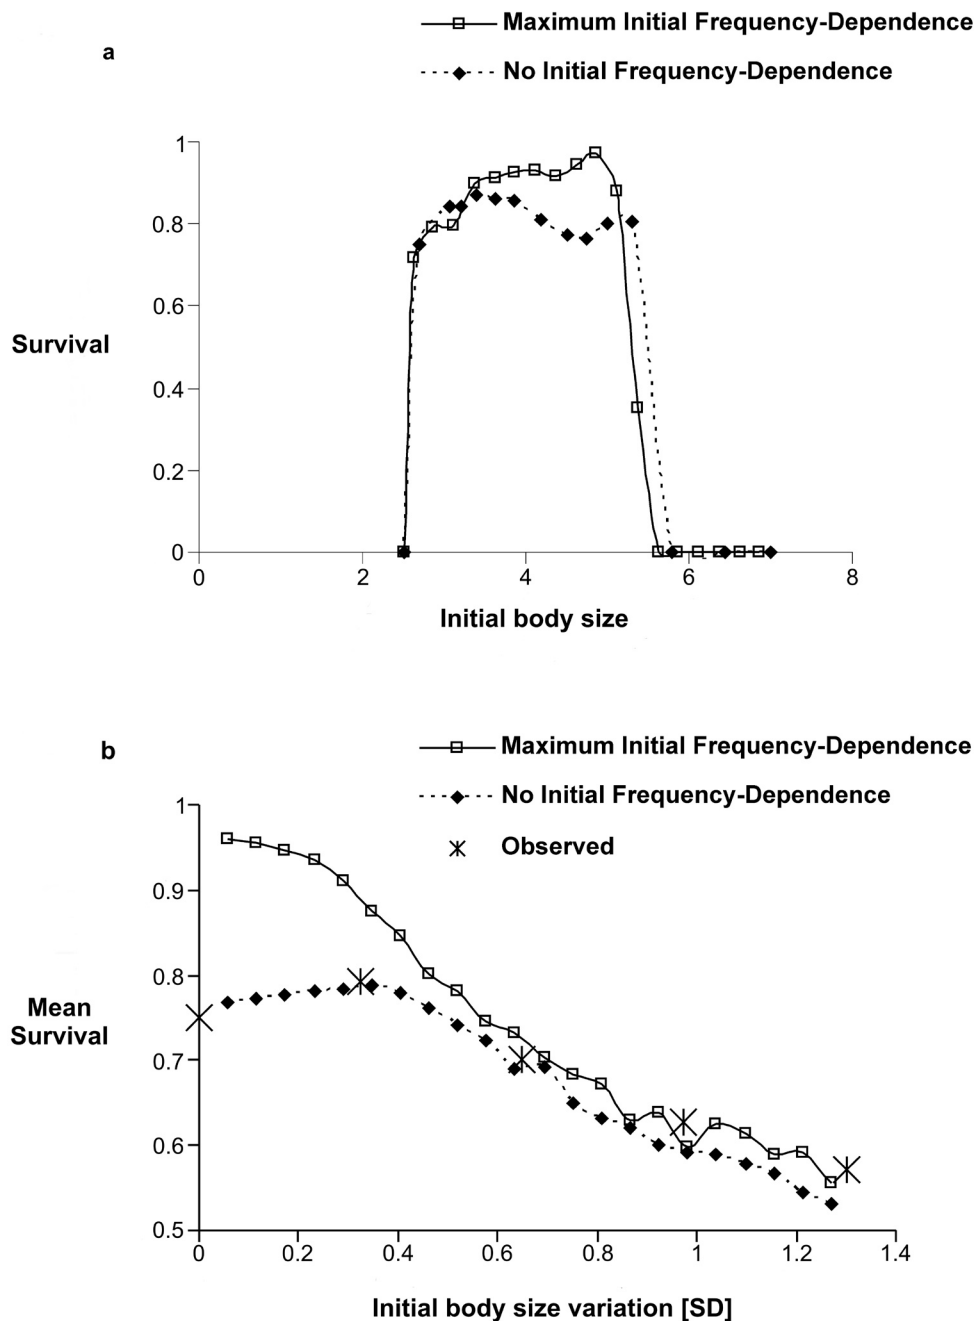 a
Maximum Initial Frequency-Dependence
No Initial Frequency-Dependence
1
0.8
0.6
Survival
0.4
0.2
0
0 2 4 6 8
Initial body size
b
Maximum Initial Frequency-Dependence
No Initial Frequency-Dependence
Observed
1
0.9
0.8
Mean
Survival
0.7
0.6
0.5
0 0.2 0.4 0.6 0.8 1 1.2 1.4
Initial body size variation [SD]